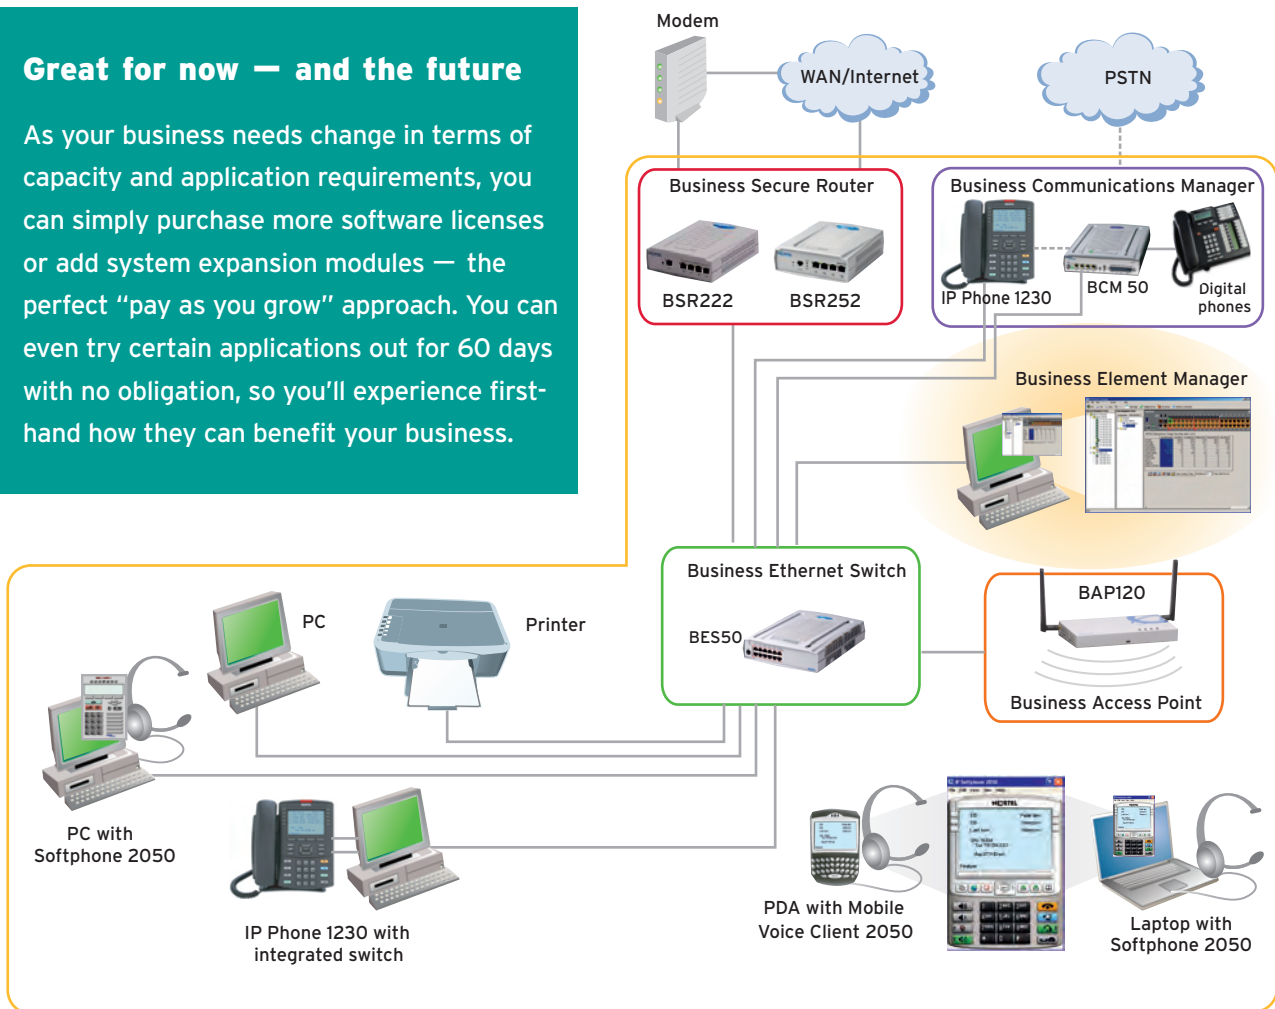 Great for now — and the future
As your business needs change in terms of
capacity and application requirements, you
can simply purchase more software licenses
or add system expansion modules — the
perfect “pay as you grow” approach. You can
even try certain applications out for 60 days
with no obligation, so you’ll experience first-
hand how they can benefit your business.
Modem
WAN/Internet
PSTN
Business Secure Router
BSR222
BSR252
Business Communications Manager
IP Phone 1230
BCM 50
Digital
phones
Business Element Manager
Business Ethernet Switch
BES50
BAP120
Business Access Point
PC
Printer
PC with
Softphone 2050
IP Phone 1230 with
integrated switch
PDA with Mobile
Voice Client 2050
IP Softphone 2050
NORTEL
Laptop with
Softphone 2050